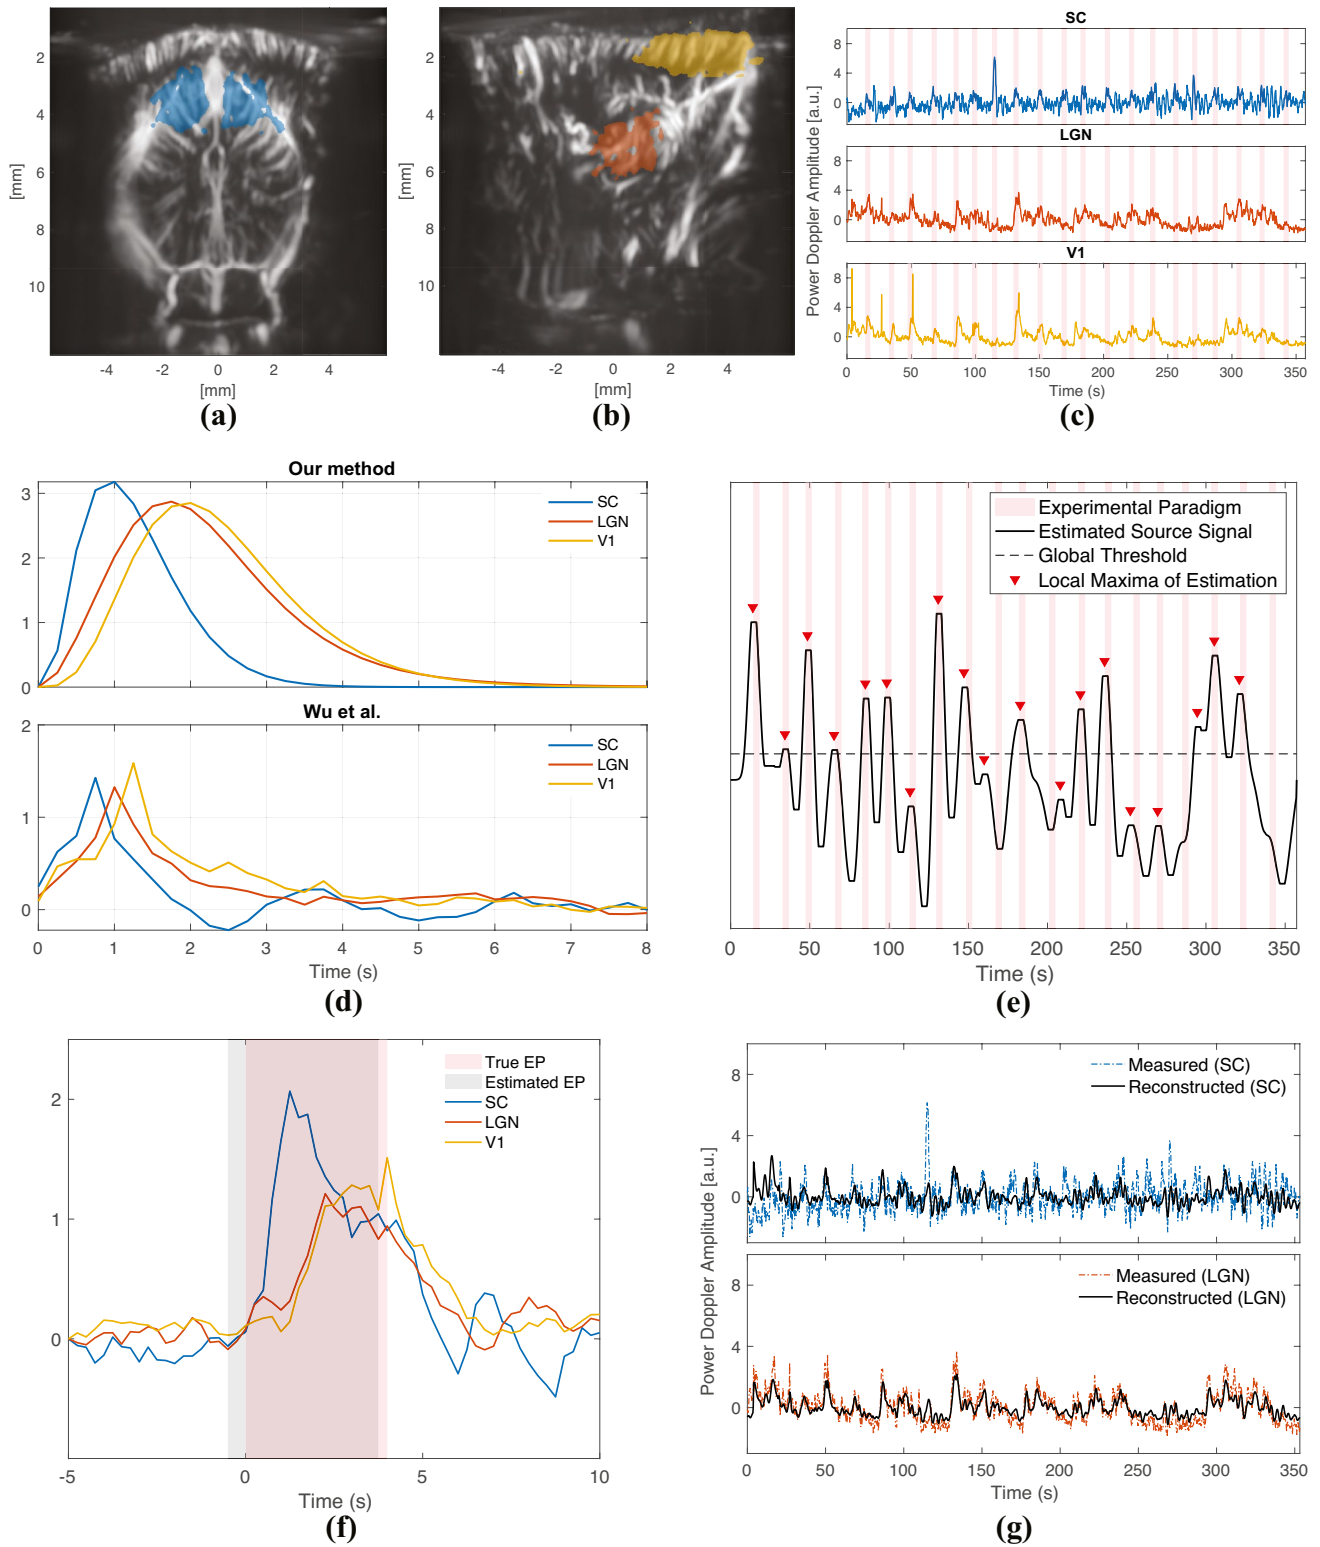 2
4
6
8
10
[mm]
-4
-2
0
2
4
[mm]
(a)
2
4
6
8
10
[mm]
-4
-2
0
2
4
[mm]
(b)
SC
8
4
0
LGN
8
4
0
V1
8
4
0
Power Doppler Amplitude [a.u.]
0 50 100 150 200 250 300 350
Time (s)
(c)
Our method
3
2
1
0
SC
LGN
V1
Wu et al.
2
1
0
SC
LGN
V1
0 1 2 3 4 5 6 7 8
Time (s)
(d)
Experimental Paradigm
Estimated Source Signal
Global Threshold
Local Maxima of Estimation
0 50 100 150 200 250 300 350
Time (s)
(e)
2
1
0
True EP
Estimated EP
SC
LGN
V1
-5 0 5 10
Time (s)
(f)
8
4
0
Measured (SC)
Reconstructed (SC)
Power Doppler Amplitude [a.u.]
8
4
0
Measured (LGN)
Reconstructed (LGN)
0 50 100 150 200 250 300 350
Time (s)
(g)